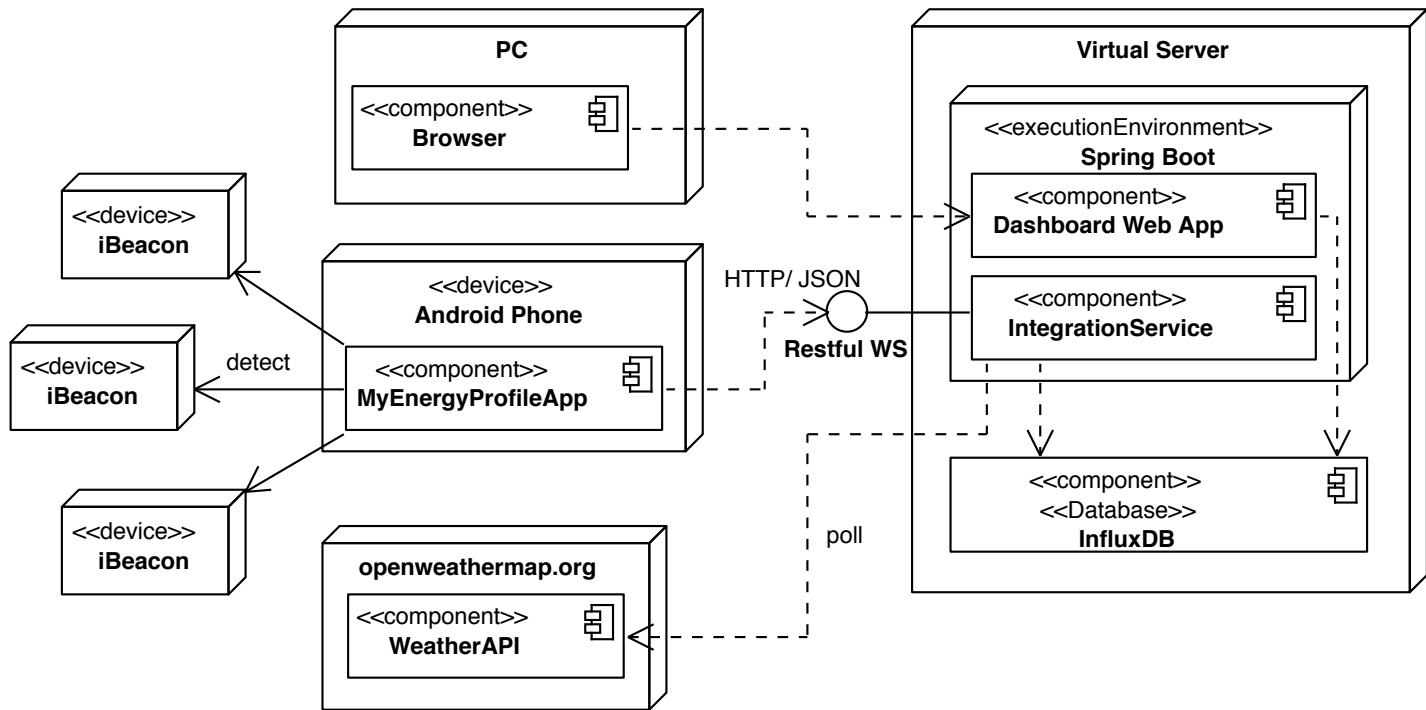 PC
<<component>>
Browser
Virtual Server
<<executionEnvironment>>
Spring Boot
<<component>>
Dashboard Web App
<<component>>
IntegrationService
<<component>>
<<Database>>
InfluxDB
<<device>>
iBeacon
<<device>>
iBeacon
<<device>>
iBeacon
detect
<<device>>
Android Phone
<<component>>
MyEnergyProfileApp
HTTP/ JSON
Restful WS
poll
openweathermap.org
<<component>>
WeatherAPI